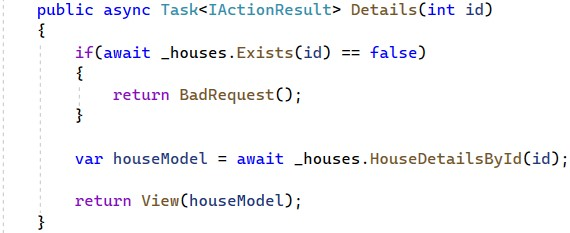 public async Task<IActionResult> Details(int id)
{
    if(await _houses.Exists(id) == false)
    {
        return BadRequest();
    }

    var houseModel = await _houses.HouseDetailsById(id);

    return View(houseModel);
}